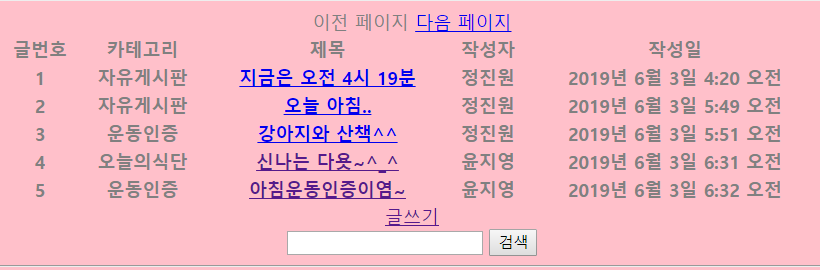 이전 페이지 다음 페이지
글번호 카테고리 제목 작성자 작성일
1 자유게시판 지금은 오전 4시 19분 정진원 2019년 6월 3일 4:20 오전
2 자유게시판 오늘 아침.. 정진원 2019년 6월 3일 5:49 오전
3 운동인증 강아지와 산책^^ 정진원 2019년 6월 3일 5:51 오전
4 오늘의식단 신나는 다욧~^_^ 윤지영 2019년 6월 3일 6:31 오전
5 운동인증 아침운동인증이염~ 윤지영 2019년 6월 3일 6:32 오전
글쓰기
검색